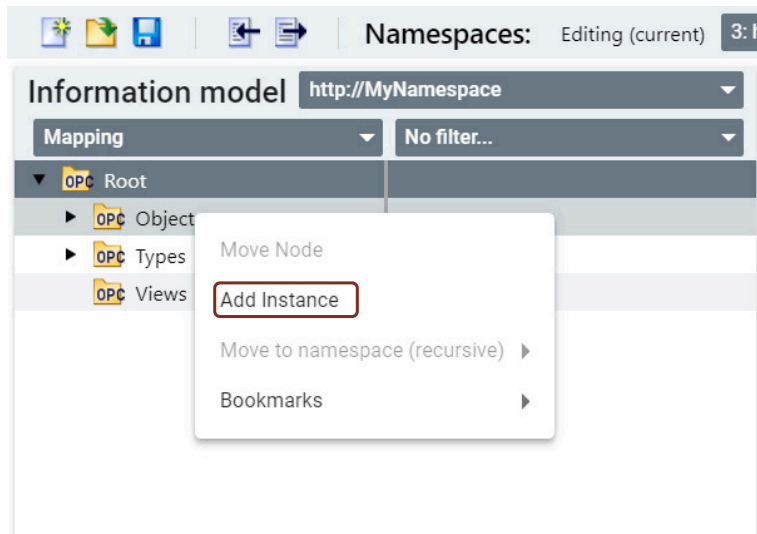 Namespaces: Editing (current) 3:
Information model http://MyNamespace
Mapping No filter...
OPC Root
OPC Object
OPC Types
OPC Views
Move Node
Add Instance
Move to namespace (recursive)
Bookmarks